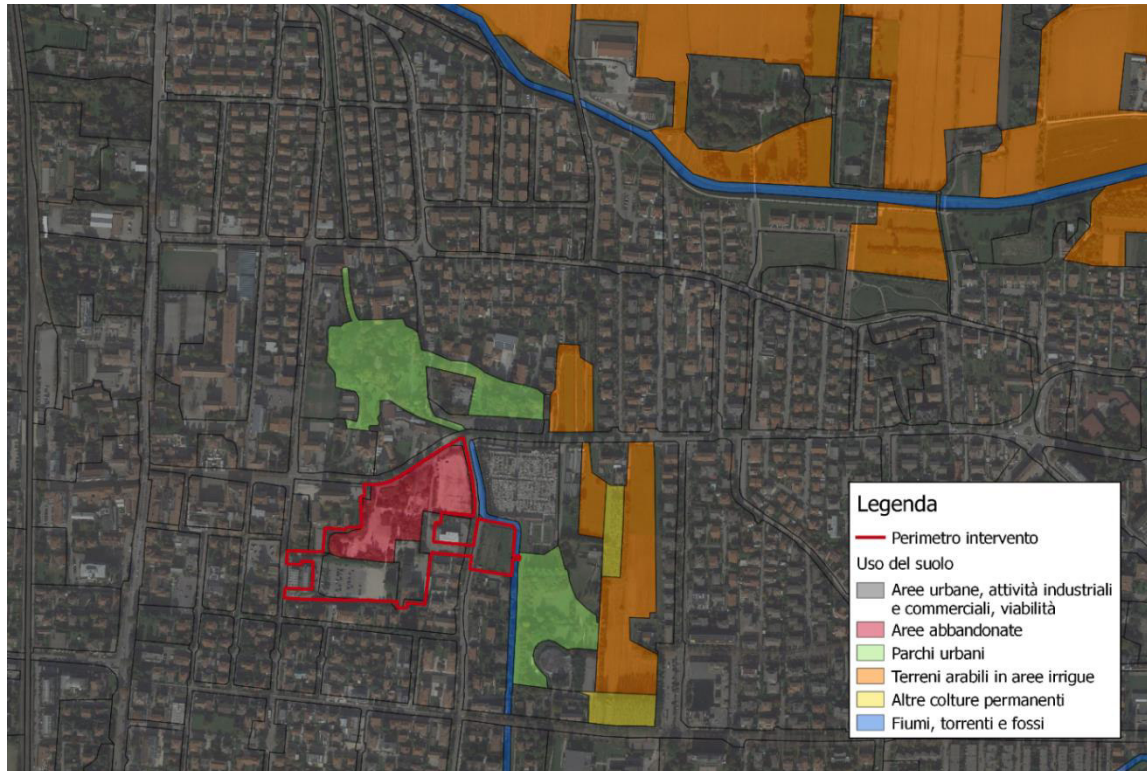 Legenda
Perimetro intervento
Uso del suolo
Aree urbane, attività industriali
e commerciali, viabilità
Aree abbandonate
Parchi urbani
Terreni arabili in aree irrigue
Altre colture permanenti
Fiumi, torrenti e fossi